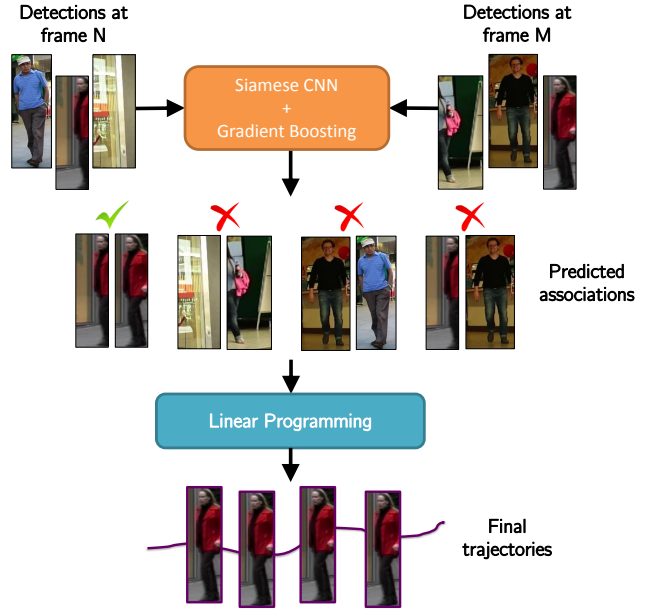 Detections at
frame N
Detections at
frame M
Siamese CNN
+
Gradient Boosting
Predicted
associations
Linear Programming
Final
trajectories